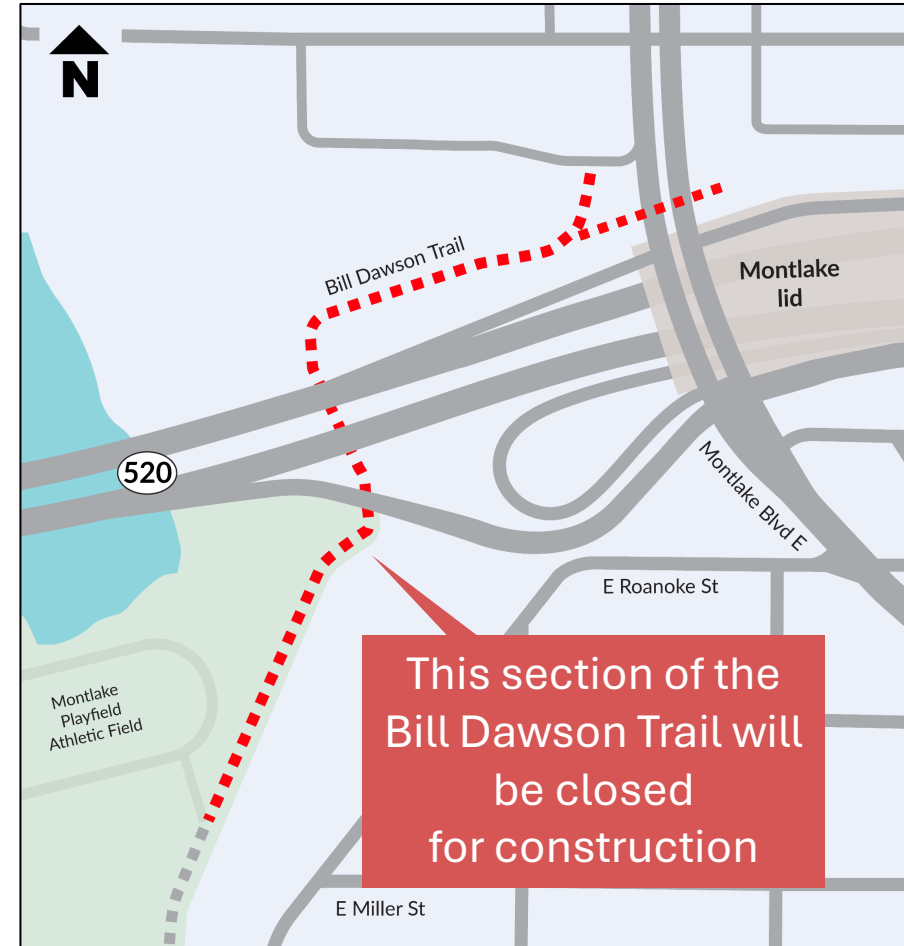 N
Bill Dawson Trail
Montlake
lid
520
Montlake Blvd E
E Roanoke St
This section of the
Bill Dawson Trail will
be closed
for construction
Montlake
Playfield
Athletic Field
E Miller St